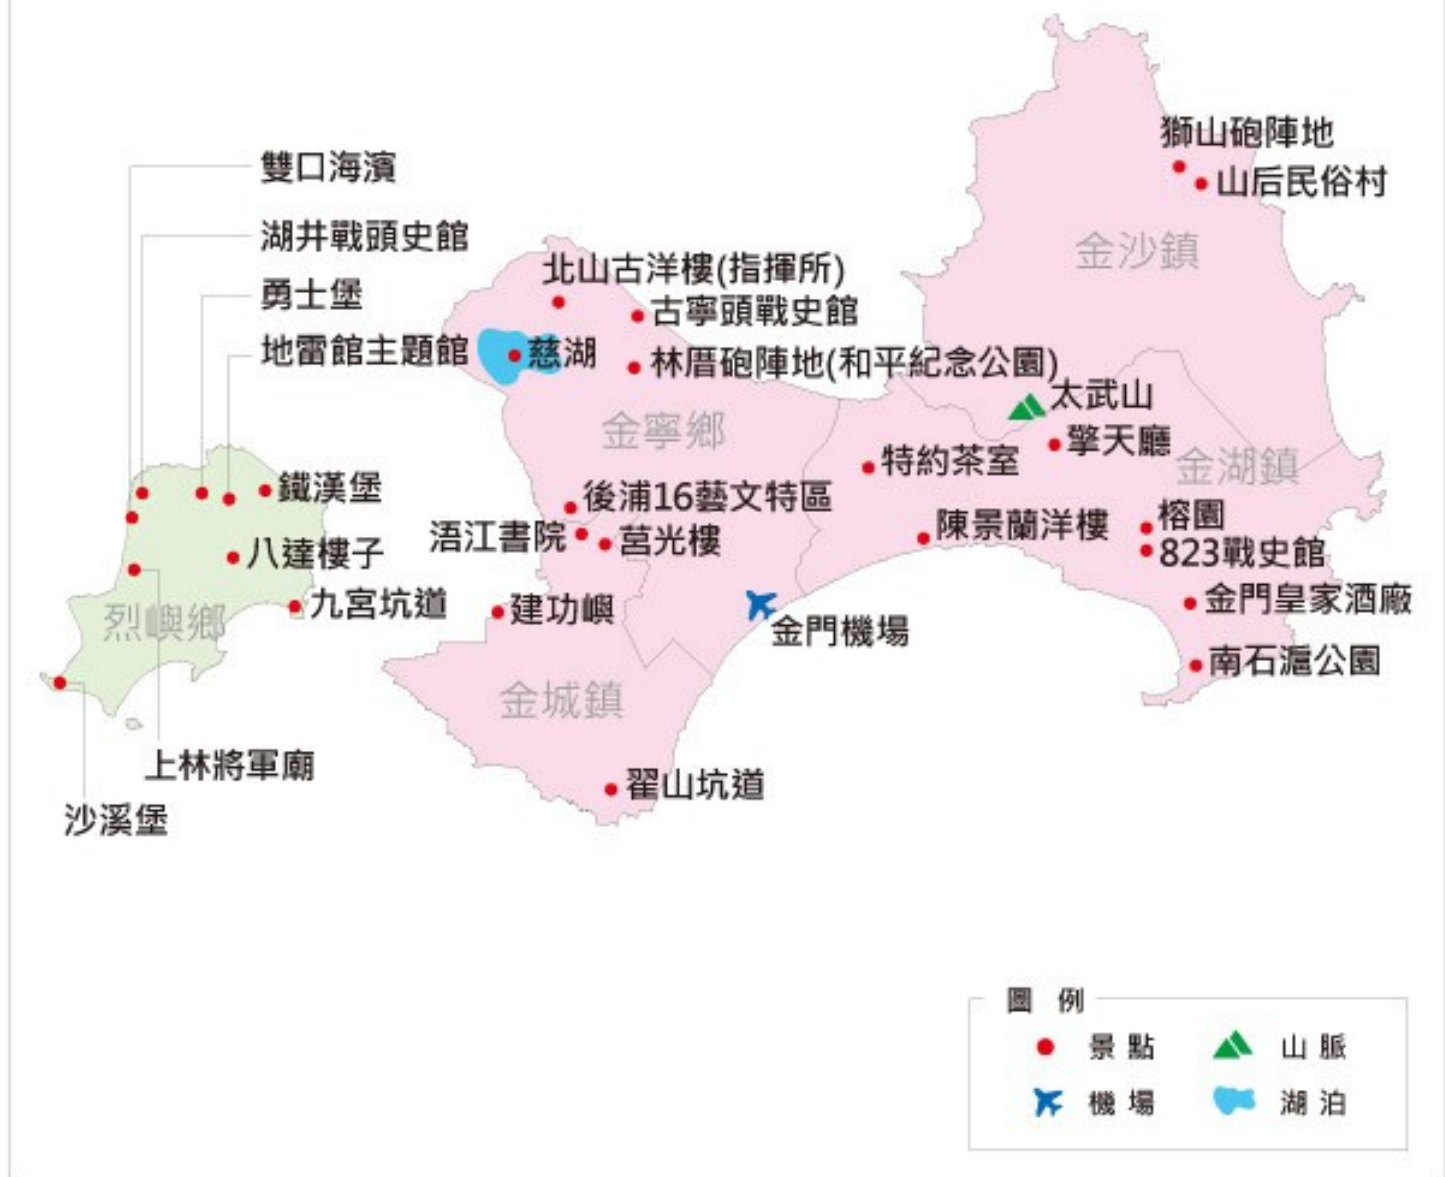 獅山砲陣地
雙口海濱
山后民俗村
湖井戰頭史館
金沙鎮
北山古洋樓(指揮所)
勇士堡
古寧頭戰史館
地雷館主題館
慈湖
林厝砲陣地(和平紀念公園)
太武山
金寧鄉
擎天廳
特約茶室
金湖鎮
鐵漢堡
後浦16藝文特區
榕園
陳景蘭洋樓
浯江書院
莒光樓
八達樓子
823戰史館
金門皇家酒廠
九宮坑道
建功嶼
烈嶼鄉
金門機場
南石滬公園
金城鎮
上林將軍廟
翟山坑道
沙溪堡
圖 例
景 點
山 脈
機 場
湖 泊